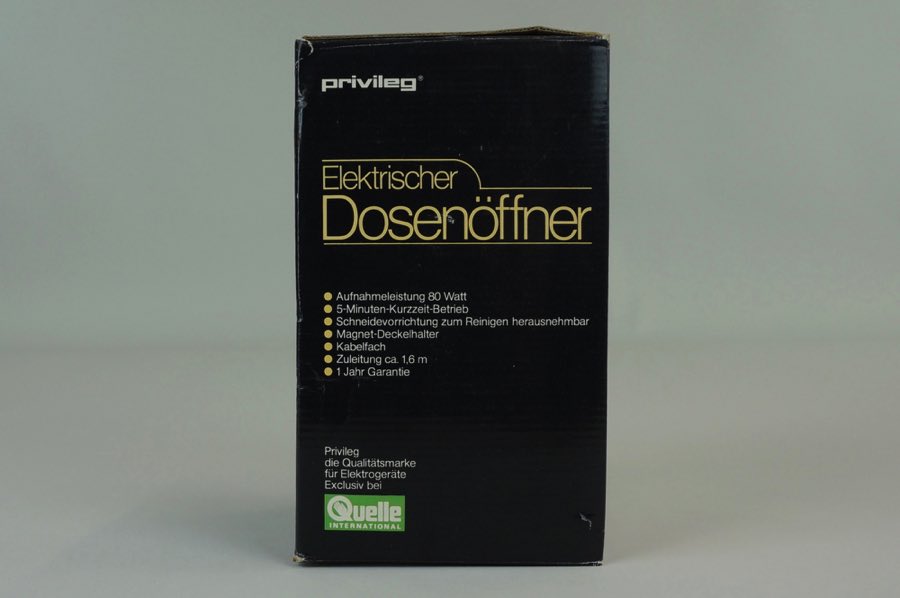 privileg®
Elektrischer
Dosenöffner
Aufnahmeleistung 80 Watt
5-Minuten-Kurzzeit-Betrieb
Schneidevorrichtung zum Reinigen herausnehmbar
Magnet-Deckelhalter
Kabelfach
Zuleitung ca. 1,6 m
1 Jahr Garantie
Privileg
die Qualitätsmarke
für Elektrogeräte
Exclusiv bei
Quelle
INTERNATIONAL